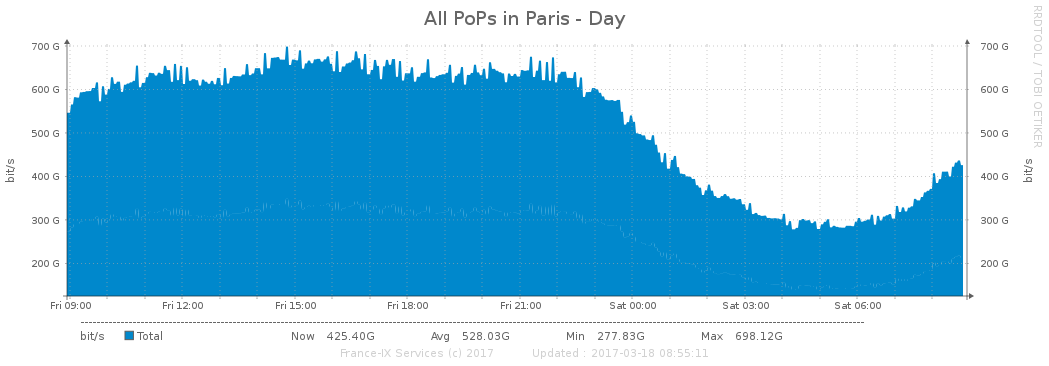 All PoPs in Paris - Day
RRDTOOL / TOBI OETIKER
bit/s
bit/s
700 G 700 G
600 G 600 G
500 G 500 G
400 G 400 G
300 G 300 G
200 G 200 G
Fri 09:00 Fri 12:00 Fri 15:00 Fri 18:00 Fri 21:00 Sat 00:00 Sat 03:00 Sat 06:00
bit/s Total Now 425.40G Avg 528.03G Min 277.83G Max 698.12G
France-IX Services (c) 2017 Updated : 2017-03-18 08:55:11